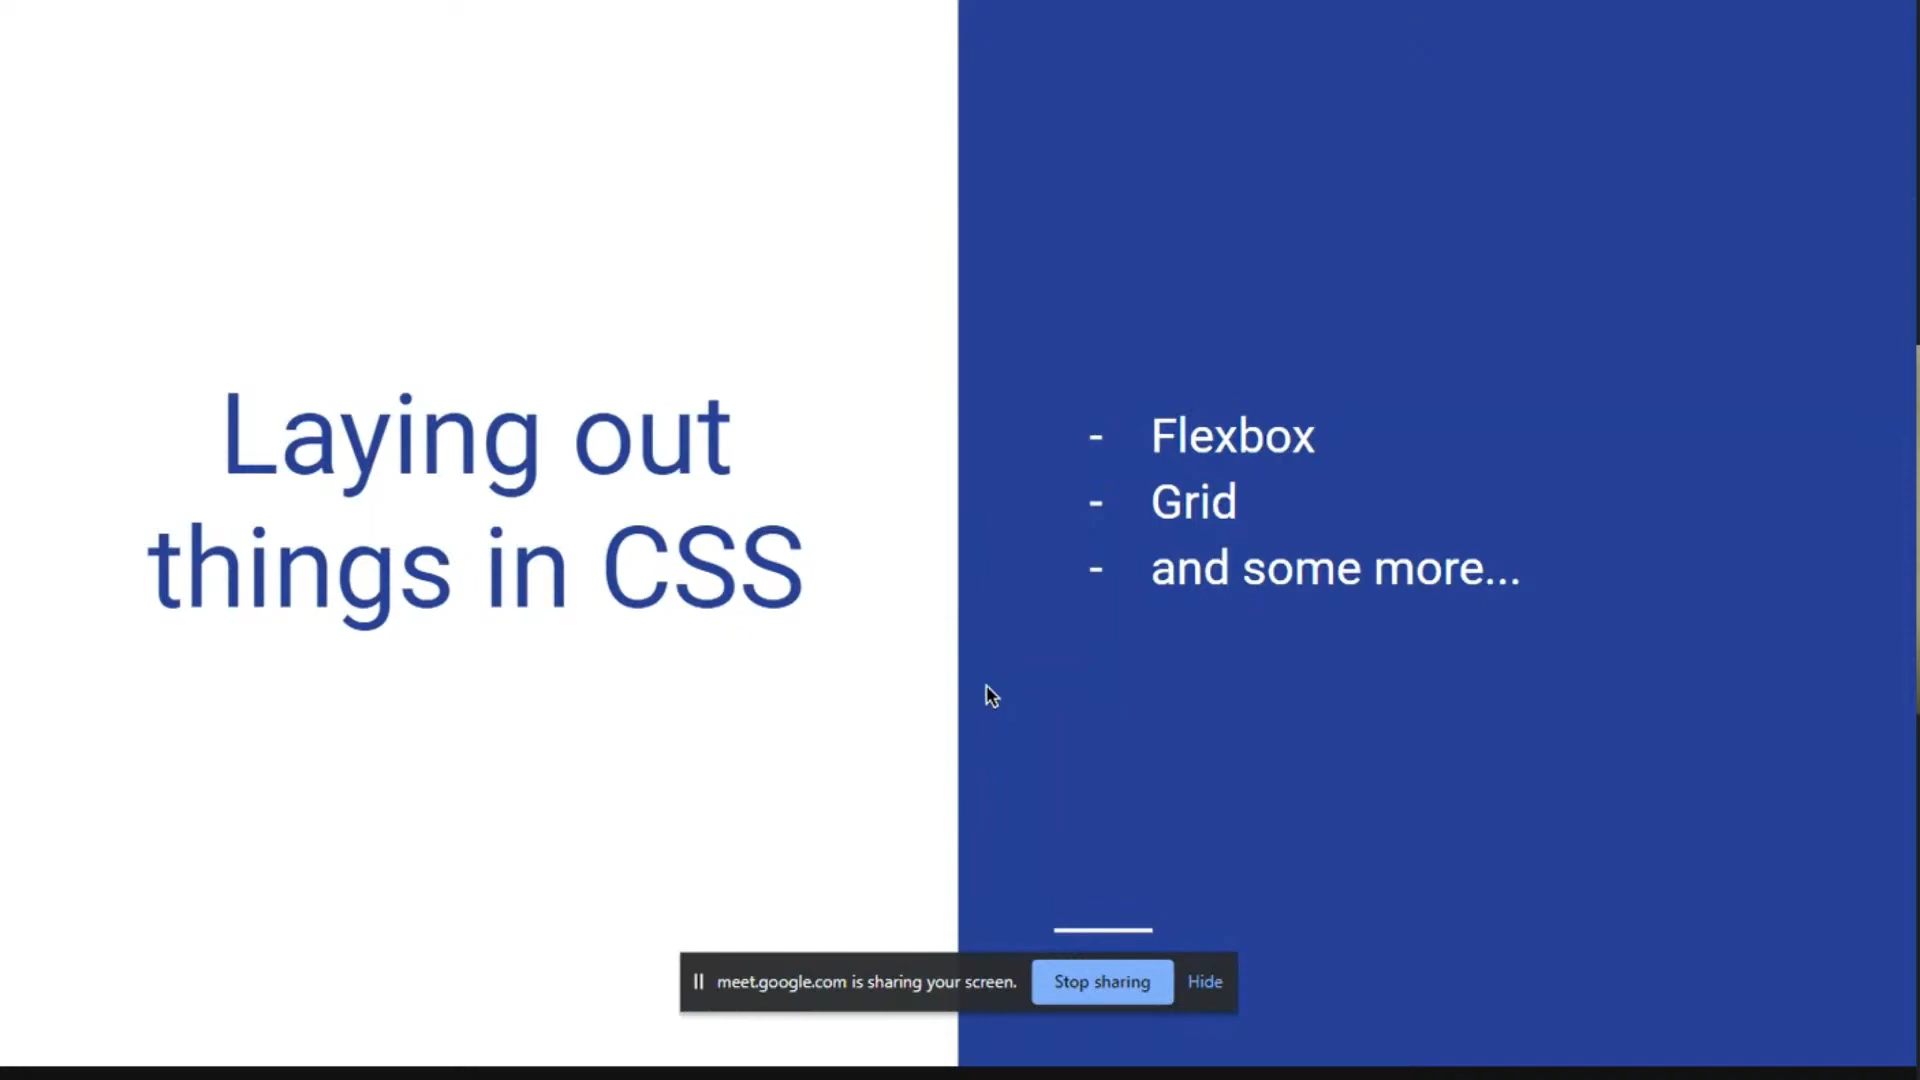 Laying out
things in CSS
- Flexbox
- Grid
- and some more...
meet.google.com is sharing your screen. Stop sharing Hide